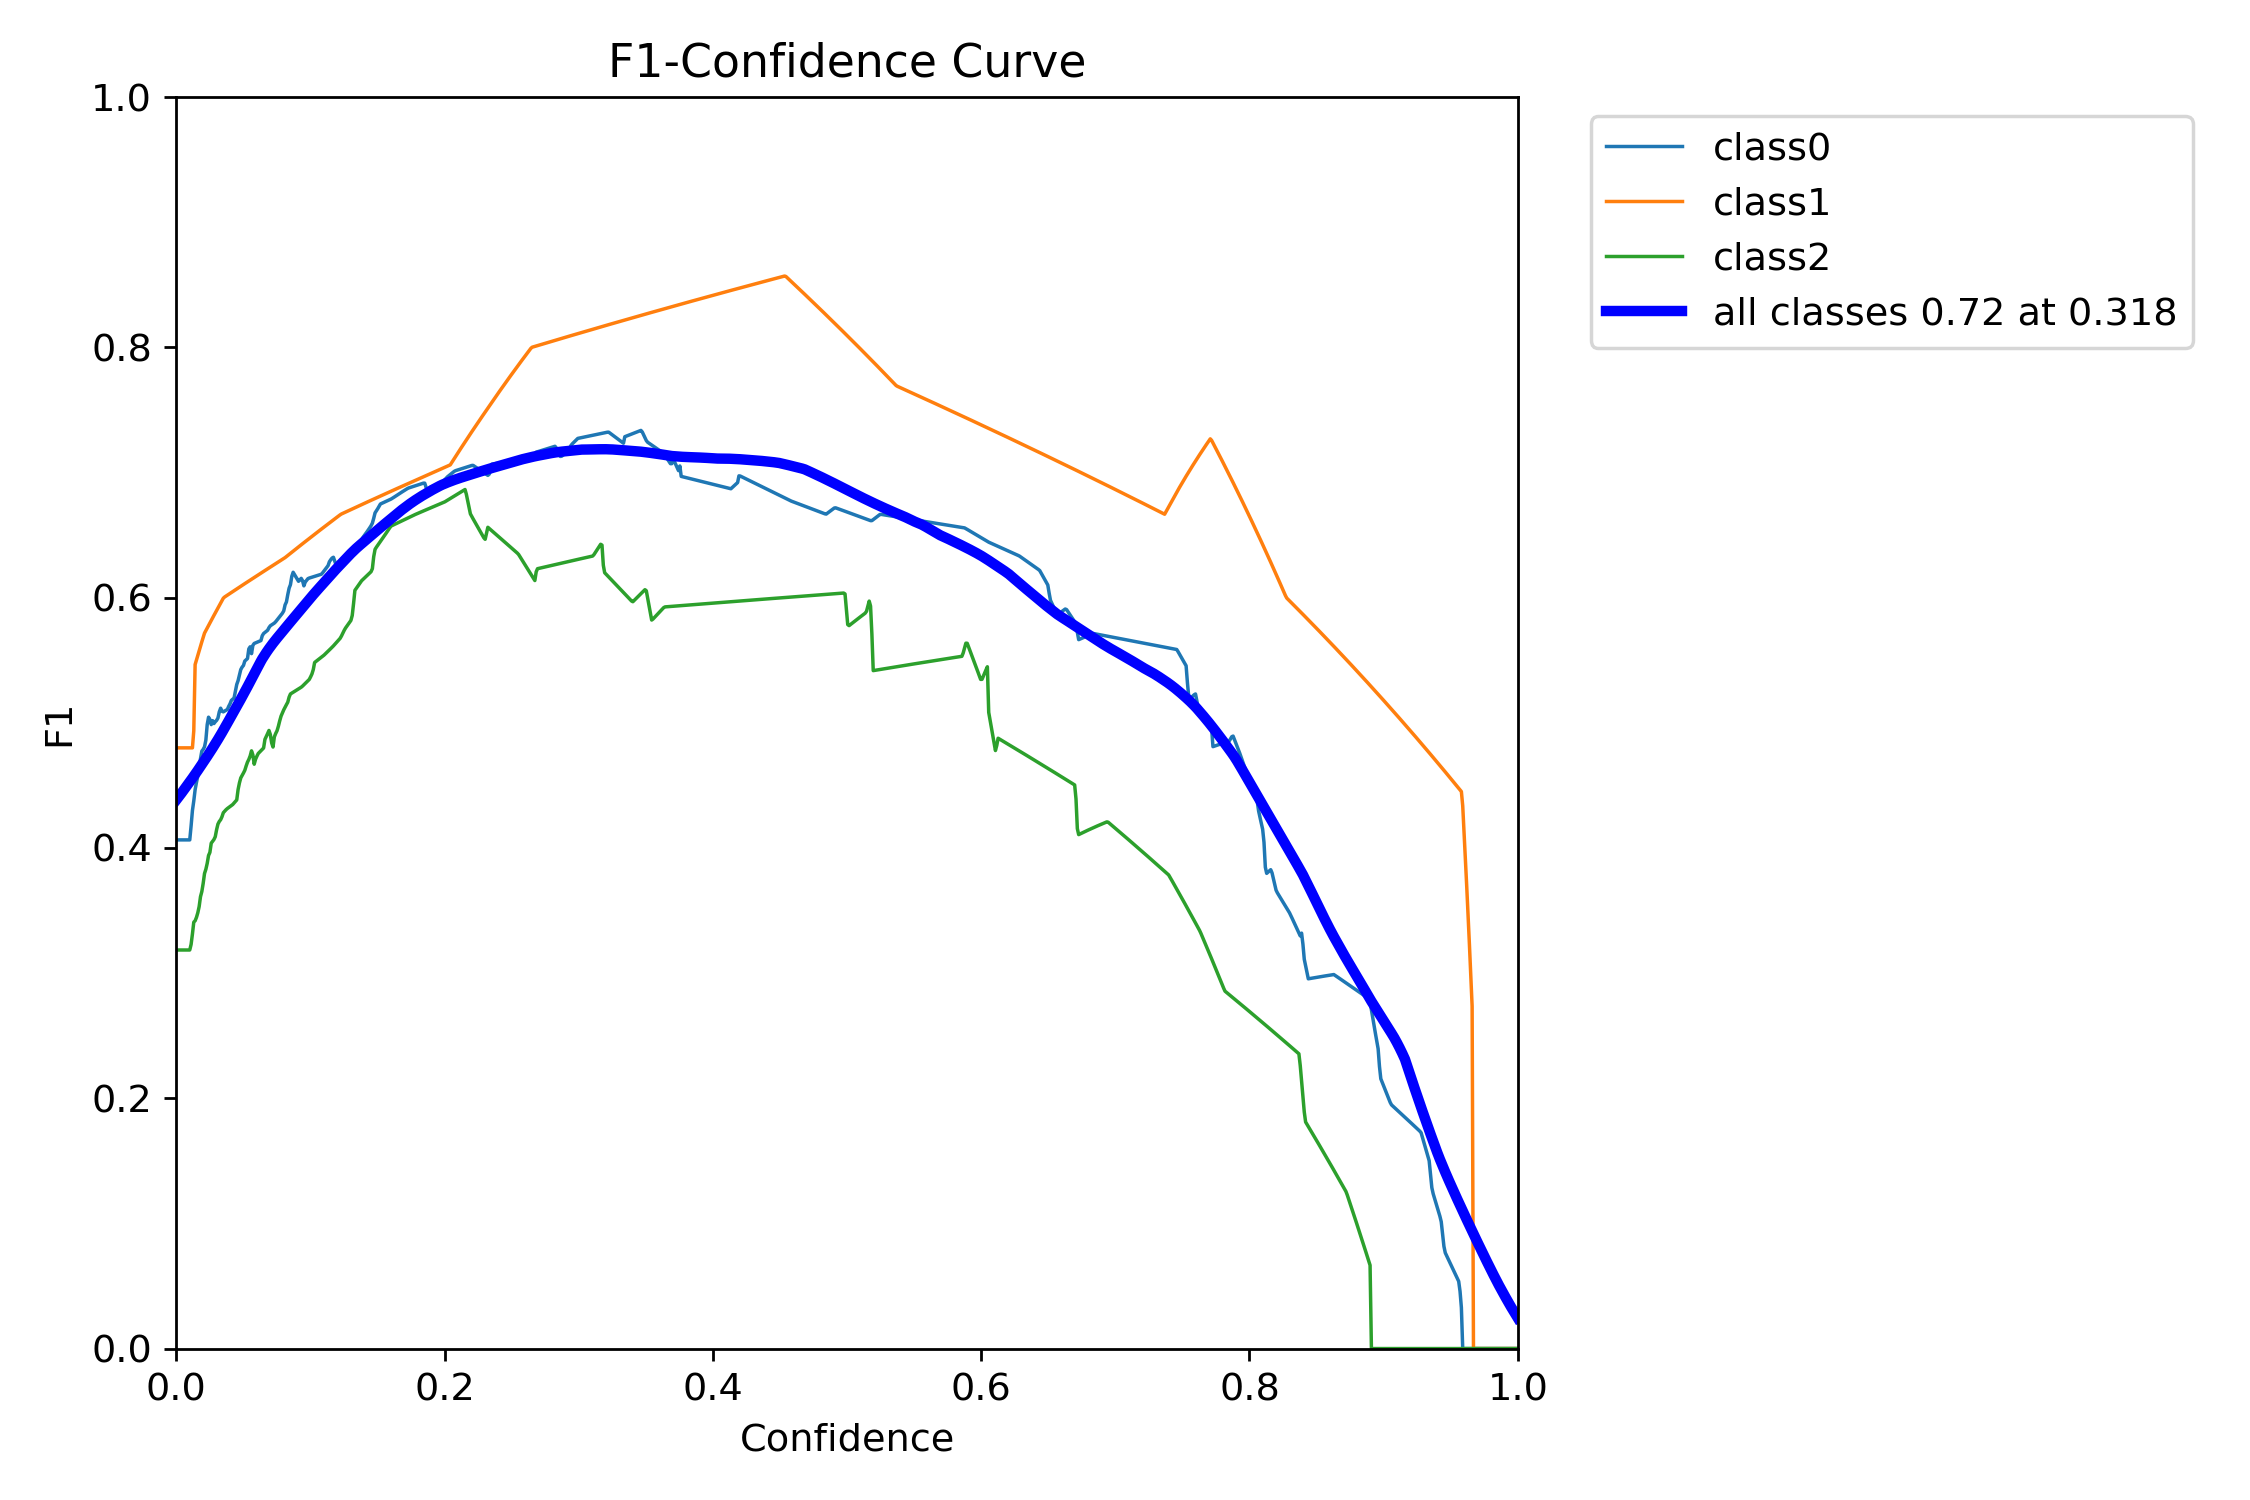 F1-Confidence Curve
1.0
0.8
0.6
0.4
0.2
0.0
F1
0.0 0.2 0.4 0.6 0.8 1.0
Confidence
class0
class1
class2
all classes 0.72 at 0.318